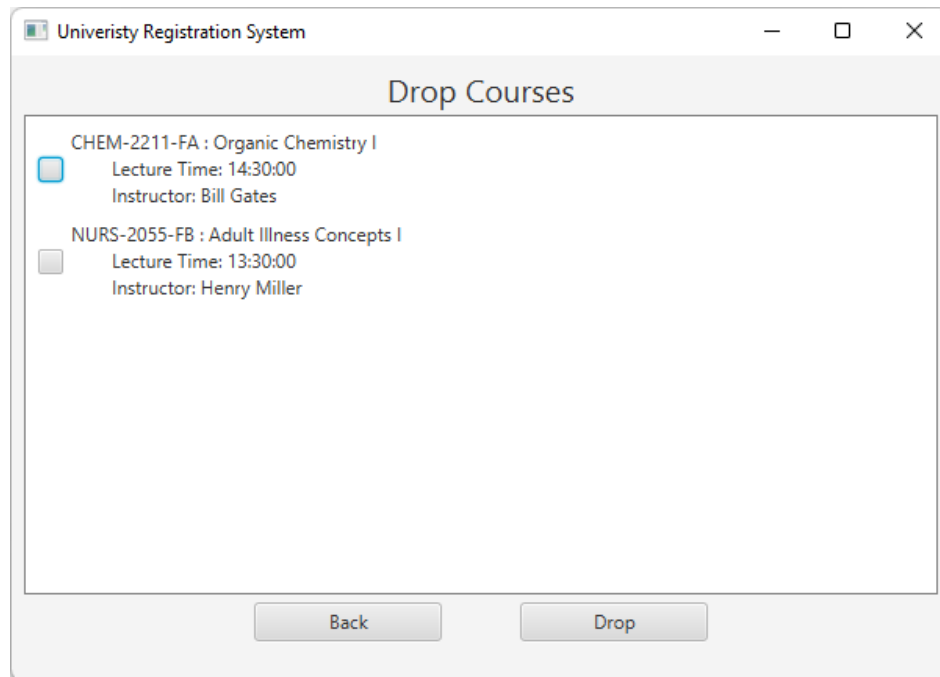 Univeristy Registration System
Drop Courses
CHEM-2211-FA : Organic Chemistry I
Lecture Time: 14:30:00
Instructor: Bill Gates
NURS-2055-FB : Adult Illness Concepts I
Lecture Time: 13:30:00
Instructor: Henry Miller
Back
Drop